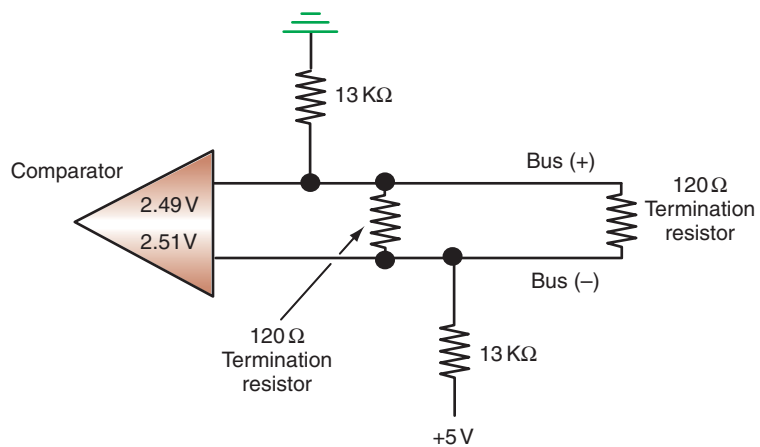 13 KΩ
Comparator
Bus (+)
2.49 V
2.51 V
120 Ω
Termination
resistor
Bus (–)
120 Ω
Termination
resistor
13 KΩ
+5 V